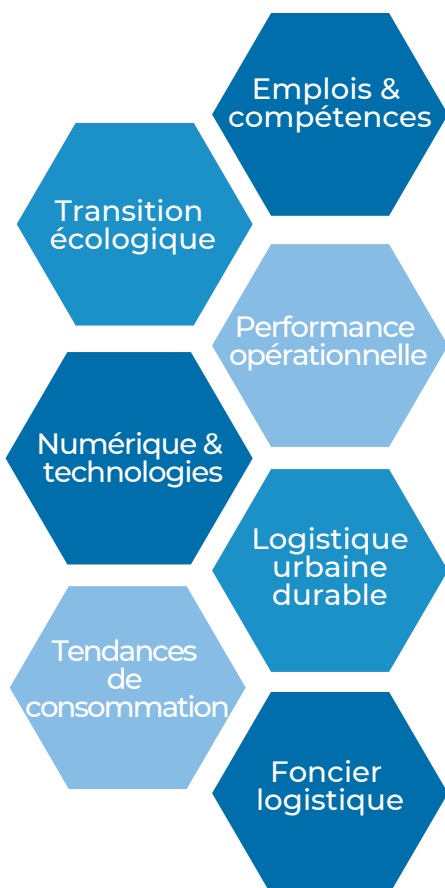 Emplois &
compétences
Transition
écologique
Performance
opérationnelle
Numérique &
technologies
Logistique
urbaine
durable
Tendances
de
consommation
Foncier
logistique